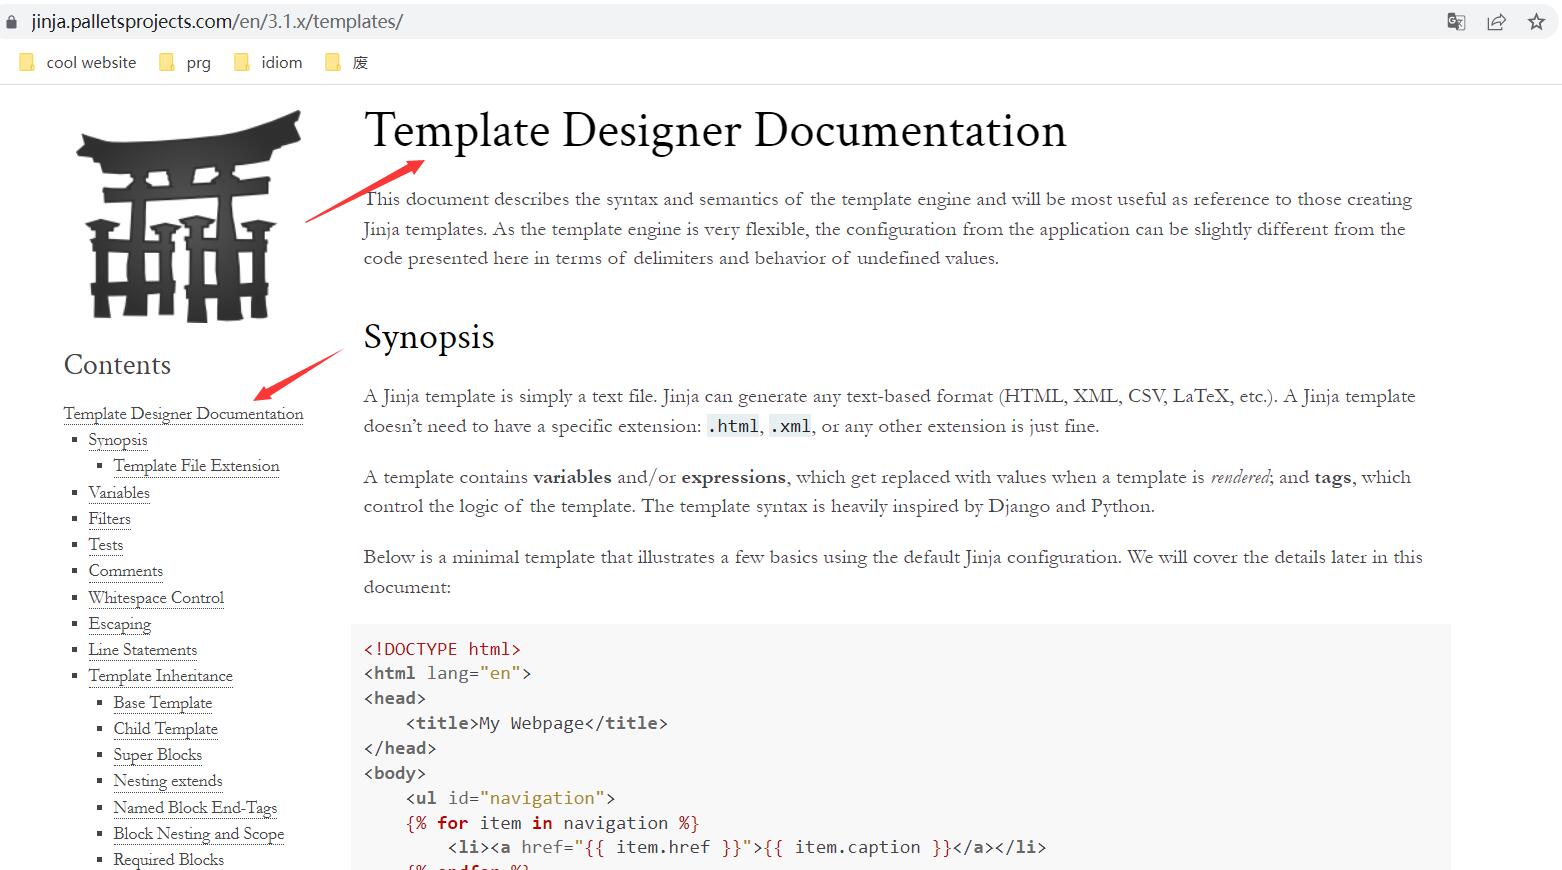 jinja.palletsprojects.com/en/3.1.x/templates/
cool website prg idiom 废
Template Designer Documentation
This document describes the syntax and semantics of the template engine and will be most useful as reference to those creating
Jinja templates. As the template engine is very flexible, the configuration from the application can be slightly different from the
code presented here in terms of delimiters and behavior of undefined values.
Synopsis
A Jinja template is simply a text file. Jinja can generate any text-based format (HTML, XML, CSV, LaTeX, etc.). A Jinja template
doesn’t need to have a specific extension: .html, .xml, or any other extension is just fine.
A template contains variables and/or expressions, which get replaced with values when a template is rendered; and tags, which
control the logic of the template. The template syntax is heavily inspired by Django and Python.
Below is a minimal template that illustrates a few basics using the default Jinja configuration. We will cover the details later in this
document:
<!DOCTYPE html>
<html lang="en">
<head>
    <title>My Webpage</title>
</head>
<body>
    <ul id="navigation">
    {% for item in navigation %}
        <li><a href="{{ item.href }}">{{ item.caption }}</a></li>
    {% endfor %}
Contents
Template Designer Documentation
Synopsis
Template File Extension
Variables
Filters
Tests
Comments
Whitespace Control
Escaping
Line Statements
Template Inheritance
Base Template
Child Template
Super Blocks
Nesting extends
Named Block End-Tags
Block Nesting and Scope
Required Blocks